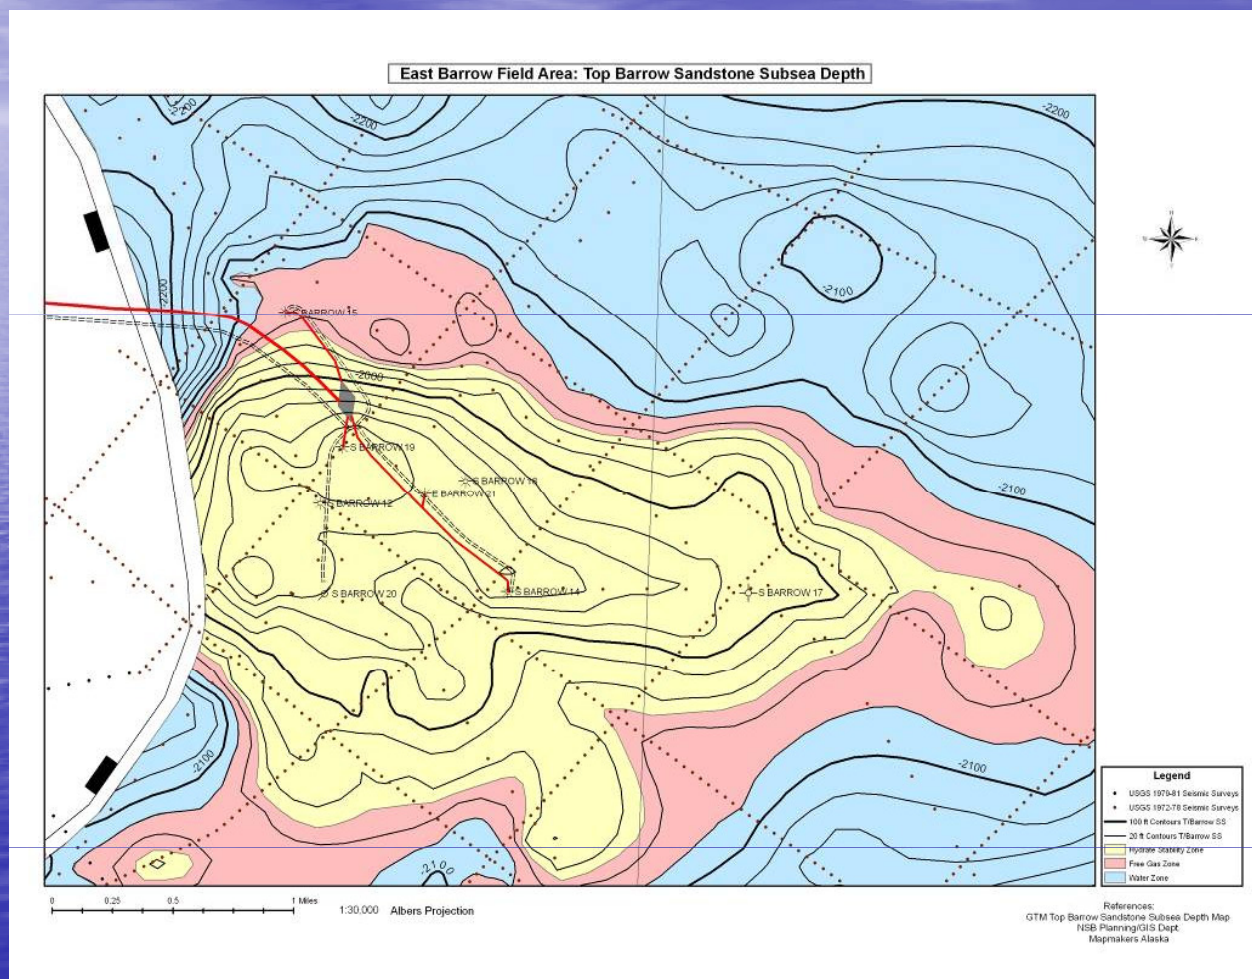 East Barrow Field Area: Top Barrow Sandstone Subsea Depth
-2200
-2200
-2200
-2200
-2100
S BARROW 15
-2000
S BARROW 19
S BARROW 18
E BARROW 21
S BARROW 12
-2100
S BARROW 20
S BARROW 14
S BARROW 17
-2100
-2100
-2100
Legend
USGS 1979-81 Seismic Surveys
USGS 1972-78 Seismic Surveys
100 ft Contours T/Barrow SS
20 ft Contours T/Barrow SS
Hydrate Stability Zone
Free Gas Zone
Water Zone
0 0.25 0.5 1 Miles
1:30,000 Albers Projection
References:
GTM Top Barrow Sandstone Subsea Depth Map
NSB Planning/GIS Dept
Mapmakers Alaska